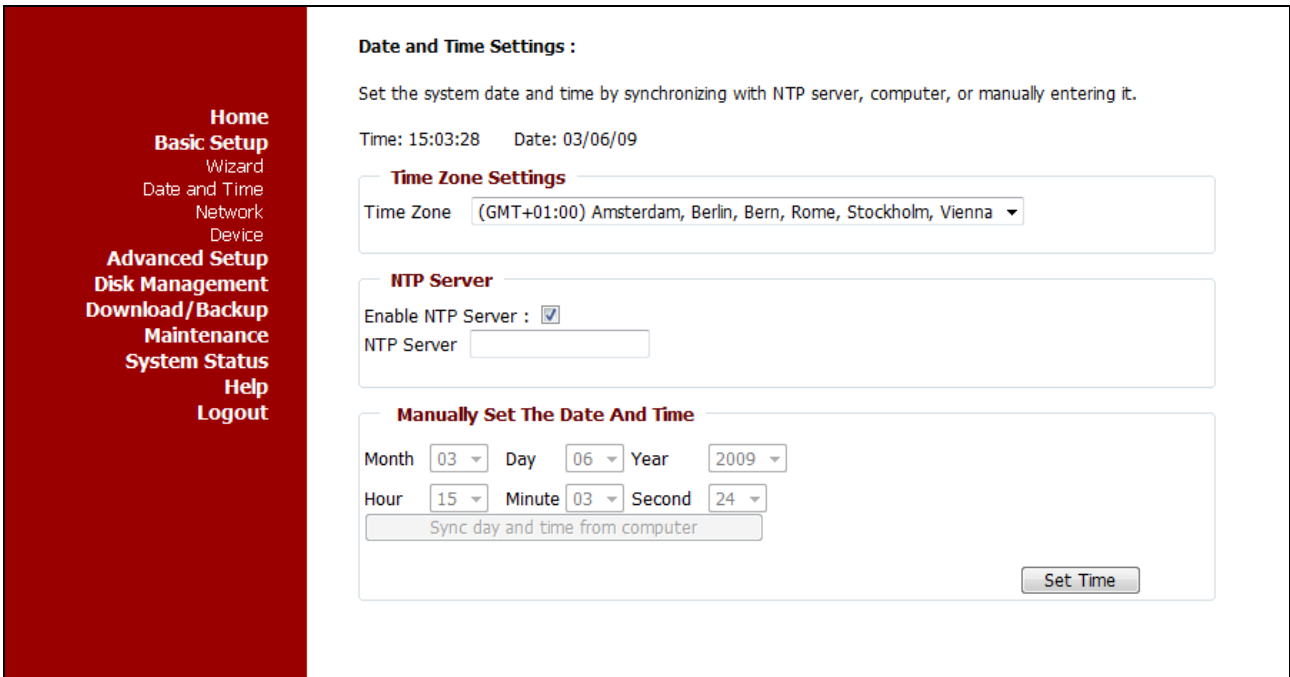 Home
Basic Setup
Wizard
Date and Time
Network
Device
Advanced Setup
Disk Management
Download/Backup
Maintenance
System Status
Help
Logout
Date and Time Settings :
Set the system date and time by synchronizing with NTP server, computer, or manually entering it.
Time: 15:03:28 Date: 03/06/09
Time Zone Settings
Time Zone (GMT+01:00) Amsterdam, Berlin, Bern, Rome, Stockholm, Vienna
NTP Server
Enable NTP Server :
NTP Server
Manually Set The Date And Time
Month 03 Day 06 Year 2009
Hour 15 Minute 03 Second 24
Sync day and time from computer
Set Time